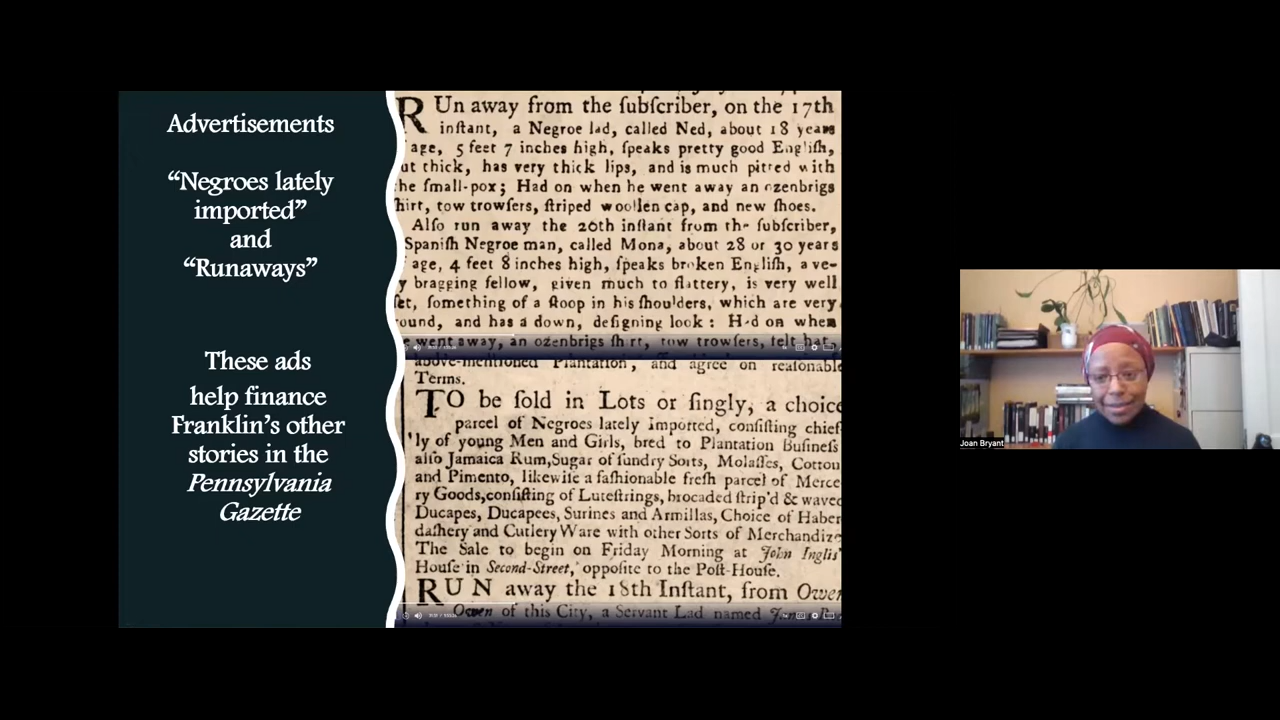 Advertisements
“Negroes lately
imported”
and
“Runaways”
These ads
help finance
Franklin’s other
stories in the
Pennsylvania
Gazette
RUn away from the ſubſcriber, on the 17th
inſtant, a Negroe lad, called Ned, about 18 years
age, 5 feet 7 inches high, ſpeaks pretty good Engliſh,
ut thick, has very thick lips, and is much pitted with
he ſmall-pox; Had on when he went away an ozenbrigs
hirt, tow trowſers, ſtriped woollen cap, and new ſhoes.
Alſo run away the 20th inſtant from the ſubſcriber,
Spaniſh Negroe man, called Mona, about 28 or 30 years
age, 4 feet 8 inches high, ſpeaks broken Engliſh, a ve-
y bragging fellow, given much to flattery, is very well
ſet, ſomething of a ſtoop in his ſhoulders, which are very
ound, and has a down, deſigning look: Had on when
e went away, an ozenbrigs ſhirt, tow trowſers, felt hat,
above-mentioned Plantation, and agree on reaſonable
Terms.
TO be ſold in Lots or ſingly, a choice
parcel of Negroes lately Imported, conſiſting chief
ly of young Men and Girls, bred to Plantation Buſineſs
alſo Jamaica Rum, Sugar of ſundry Sorts, Molaſſes, Cotton
and Pimento, likewiſe a faſhionable freſh parcel of Merce
ry Goods, conſiſting of Luteſtrings, brocaded ſtrip'd & waved
Ducapes, Ducapees, Surines and Armillas, Choice of Haber
daſhery and Cutlery Ware with other Sorts of Merchandize
The Sale to begin on Friday Morning at John Inglis'
Houſe in Second-Street, oppoſite to the Poſt-Houſe.
RUN away the 18th Inſtant, from Owen
Owen of this City, a Servant Lad named
Joan Bryant